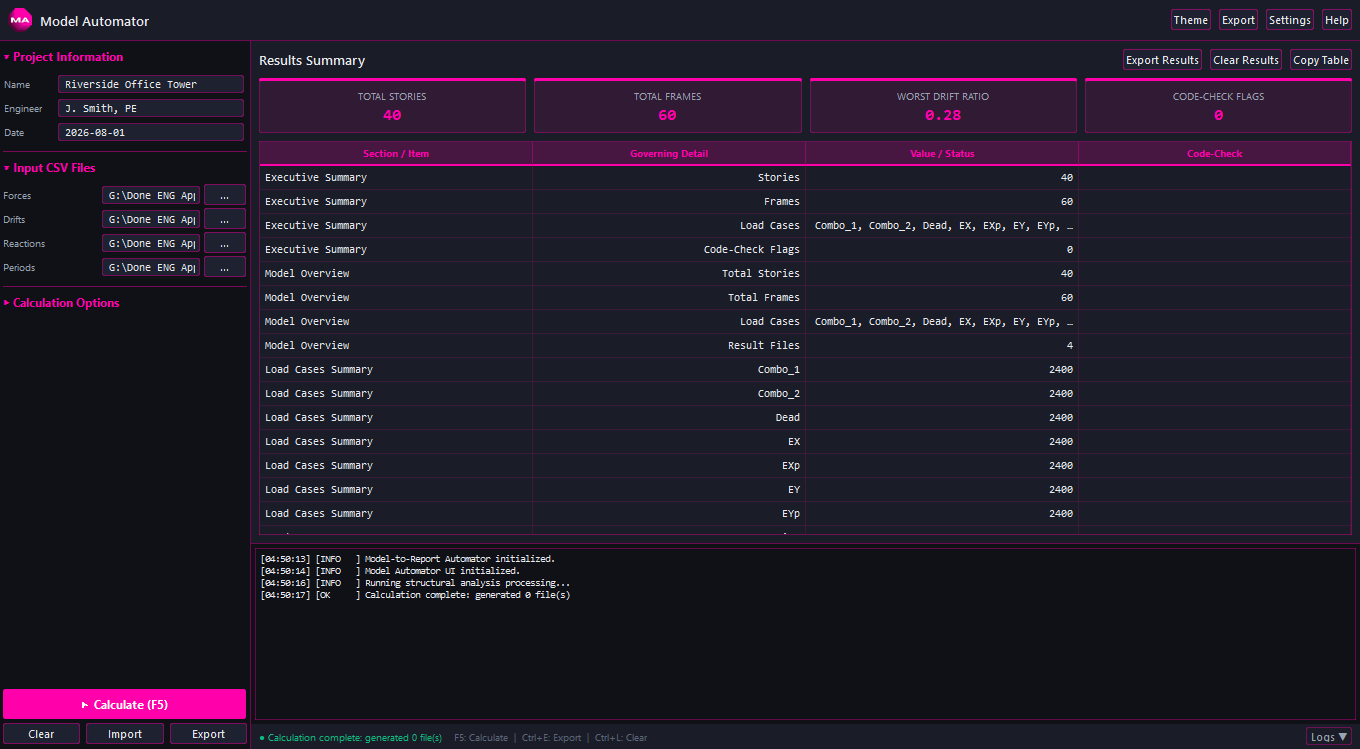 MA Model Automator Theme Export Settings Help
▾ Project Information
Name Riverside Office Tower
Engineer J. Smith, PE
Date 2026-08-01
▾ Input CSV Files
Forces G:\Done ENG Ap ...
Drifts G:\Done ENG Ap ...
Reactions G:\Done ENG Ap ...
Periods G:\Done ENG Ap ...
▸ Calculation Options
▸ Calculate (F5)
Clear Import Export
Results Summary Export Results Clear Results Copy Table
TOTAL STORIES TOTAL FRAMES WORST DRIFT RATIO CODE-CHECK FLAGS
40 60 0.28 0
Section / Item Governing Detail Value / Status Code-Check
Executive Summary Stories 40
Executive Summary Frames 60
Executive Summary Load Cases Combo_1, Combo_2, Dead, EX, EXp, EY, EYp, …
Executive Summary Code-Check Flags 0
Model Overview Total Stories 40
Model Overview Total Frames 60
Model Overview Load Cases Combo_1, Combo_2, Dead, EX, EXp, EY, EYp, …
Model Overview Result Files 4
Load Cases Summary Combo_1 2400
Load Cases Summary Combo_2 2400
Load Cases Summary Dead 2400
Load Cases Summary EX 2400
Load Cases Summary EXp 2400
Load Cases Summary EY 2400
Load Cases Summary EYp 2400
[04:50:13] [INFO ] Model-to-Report Automator initialized.
[04:50:14] [INFO ] Model Automator UI initialized.
[04:50:16] [INFO ] Running structural analysis processing...
[04:50:17] [OK ] Calculation complete: generated 0 file(s)
● Calculation complete: generated 0 file(s) F5: Calculate | Ctrl+E: Export | Ctrl+L: Clear Logs ▼